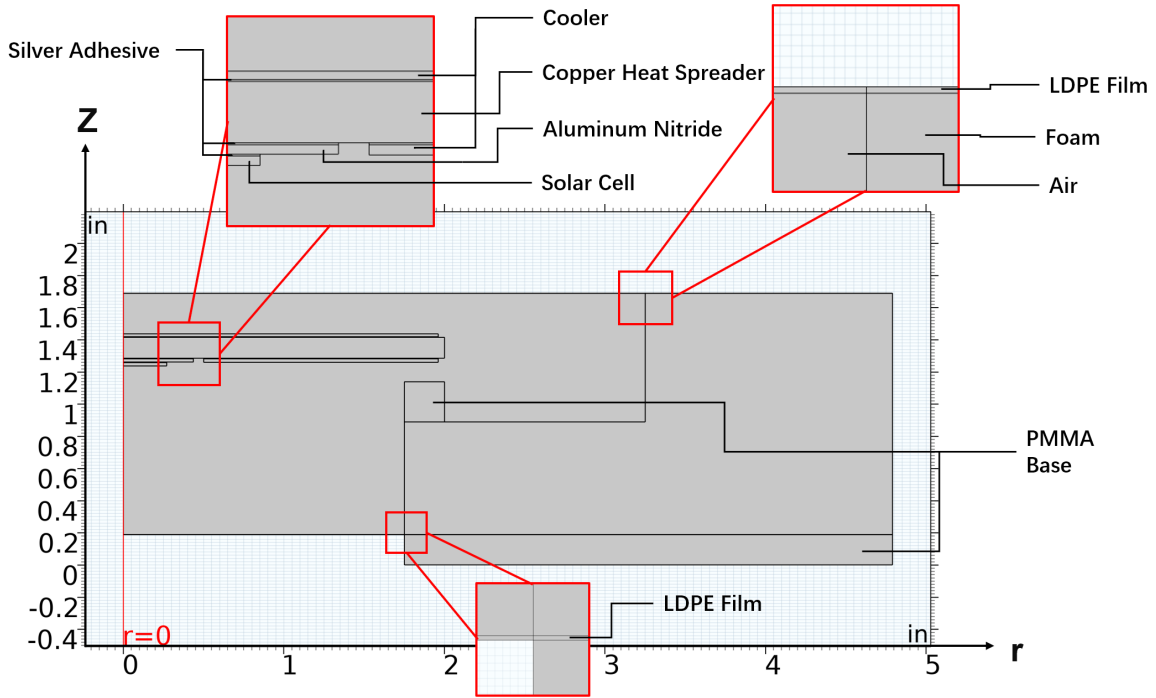 Cooler
Silver Adhesive
Copper Heat Spreader
Aluminum Nitride
Solar Cell
LDPE Film
Foam
Air
Z
in
2
1.8
1.6
1.4
1.2
1
0.8
0.6
0.4
0.2
0
-0.2
-0.4
PMMA
Base
LDPE Film
r=0
in
r
0
1
2
3
4
5